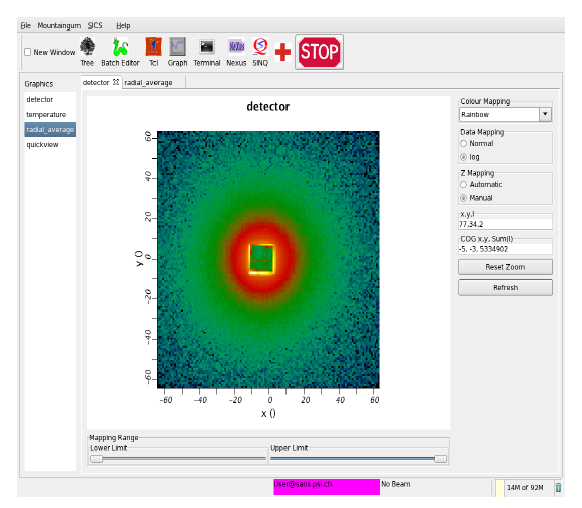 File Mountaingum SICS Help
New Window
Tree Batch Editor Tcl Graph Terminal Nexus SINQ
NeXus
STOP
Graphics
detector
temperature
radial_average
quickview
detector radial_average
detector
60
40
20
0
-20
-40
-60
y ()
-60 -40 -20 0 20 40 60
x ()
Mapping Range
Lower Limit Upper Limit
Colour Mapping
Rainbow
Data Mapping
Normal
log
Z Mapping
Automatic
Manual
x,y,I
77,34,2
COG x,y, Sum(I)
-5, -3, 5334902
Reset Zoom
Refresh
User@sans.psi.ch No Beam
14M of 92M